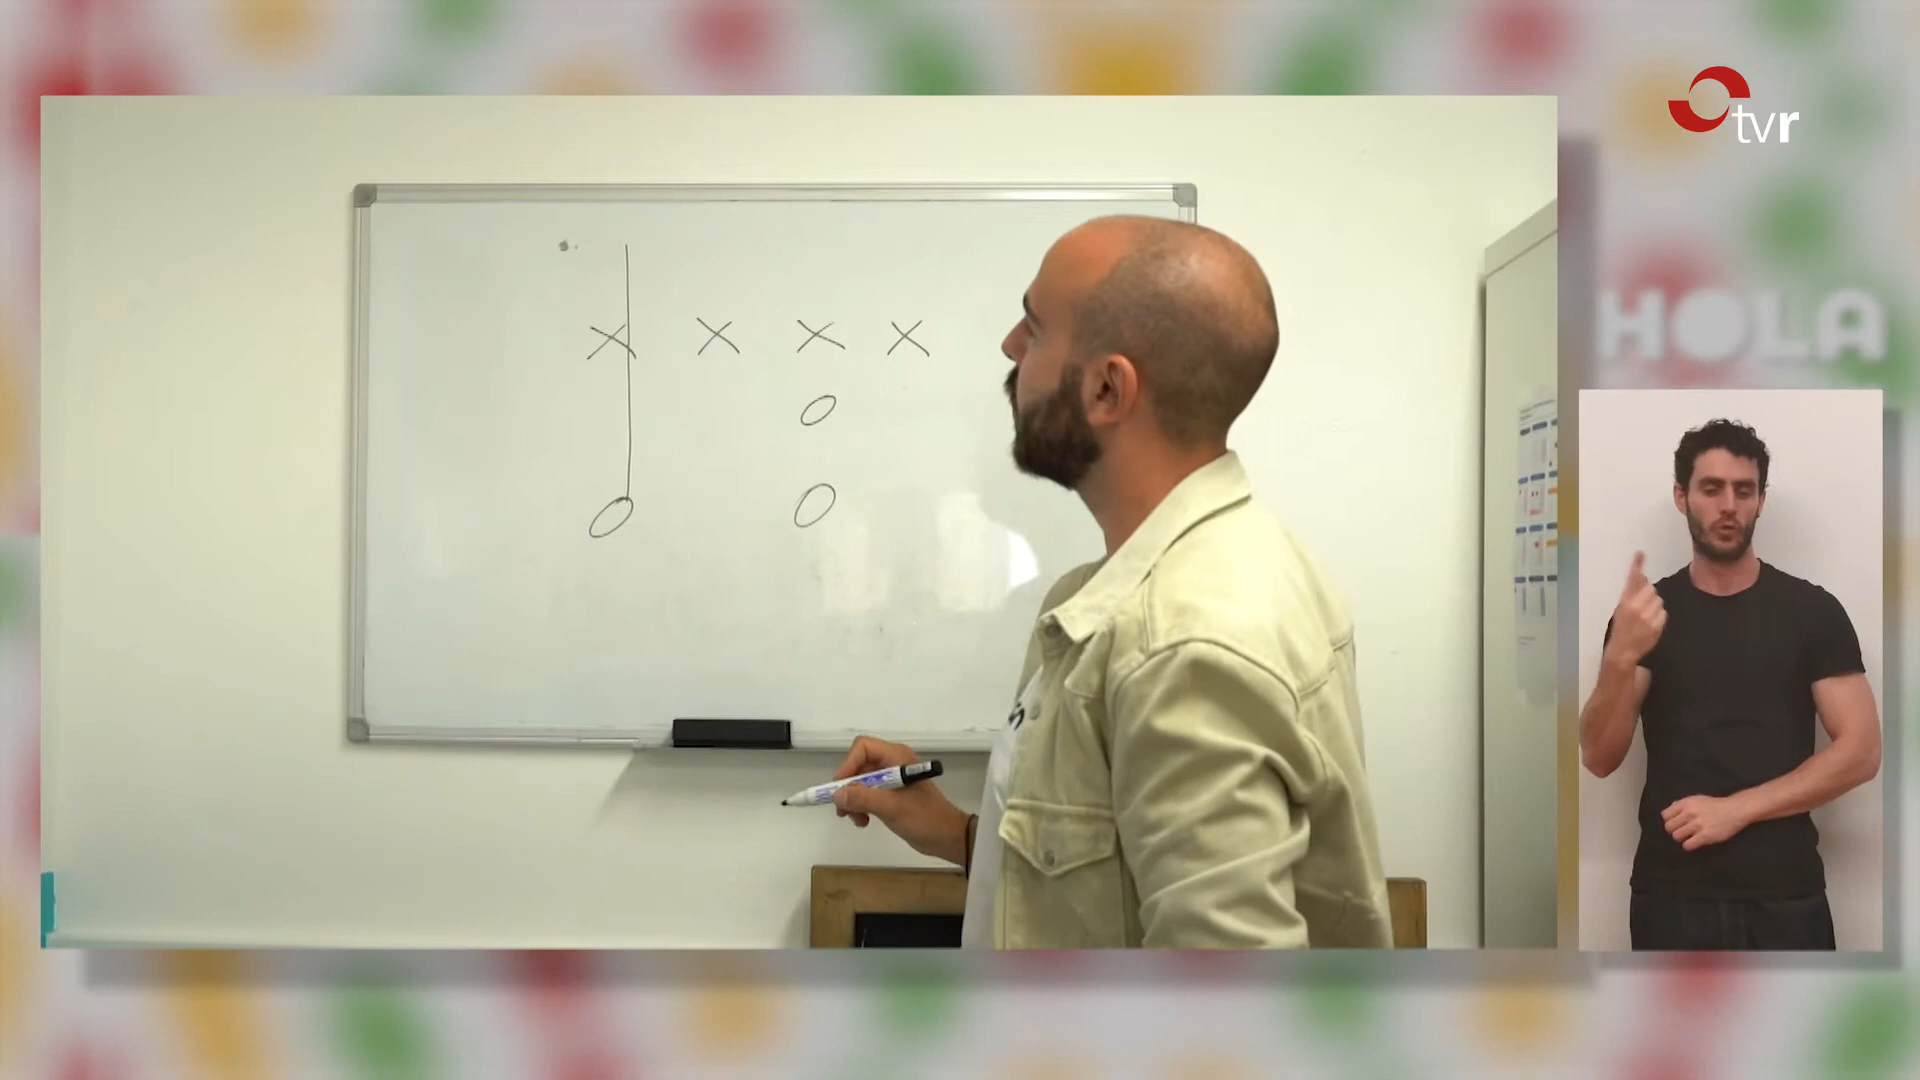 tvr
HOLA
X X X X
O
O O